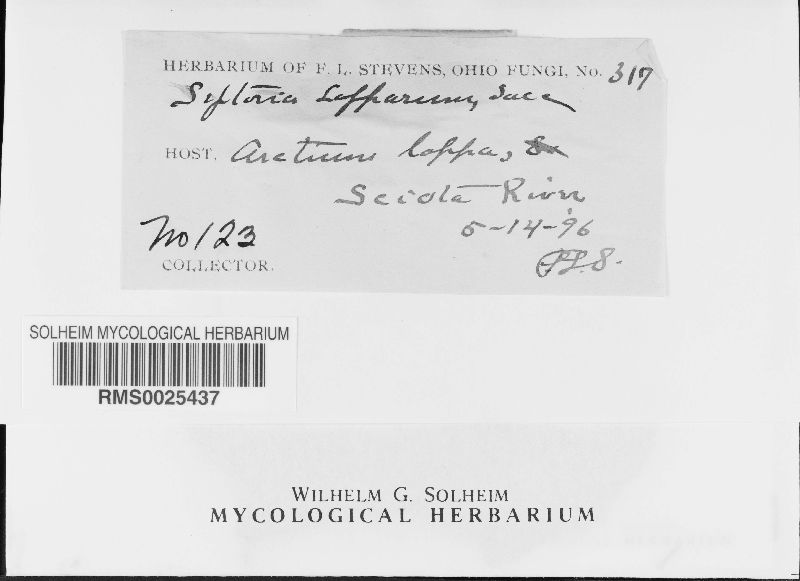 HERBARIUM OF F. L. STEVENS, OHIO FUNGI, No. 317
Septoria Lapparum, Sacc
HOST. Arctium lappa,
Sciota River
5-14-'96
No 123
F.L.S.
COLLECTOR.
SOLHEIM MYCOLOGICAL HERBARIUM
RMS0025437
WILHELM G. SOLHEIM
MYCOLOGICAL HERBARIUM